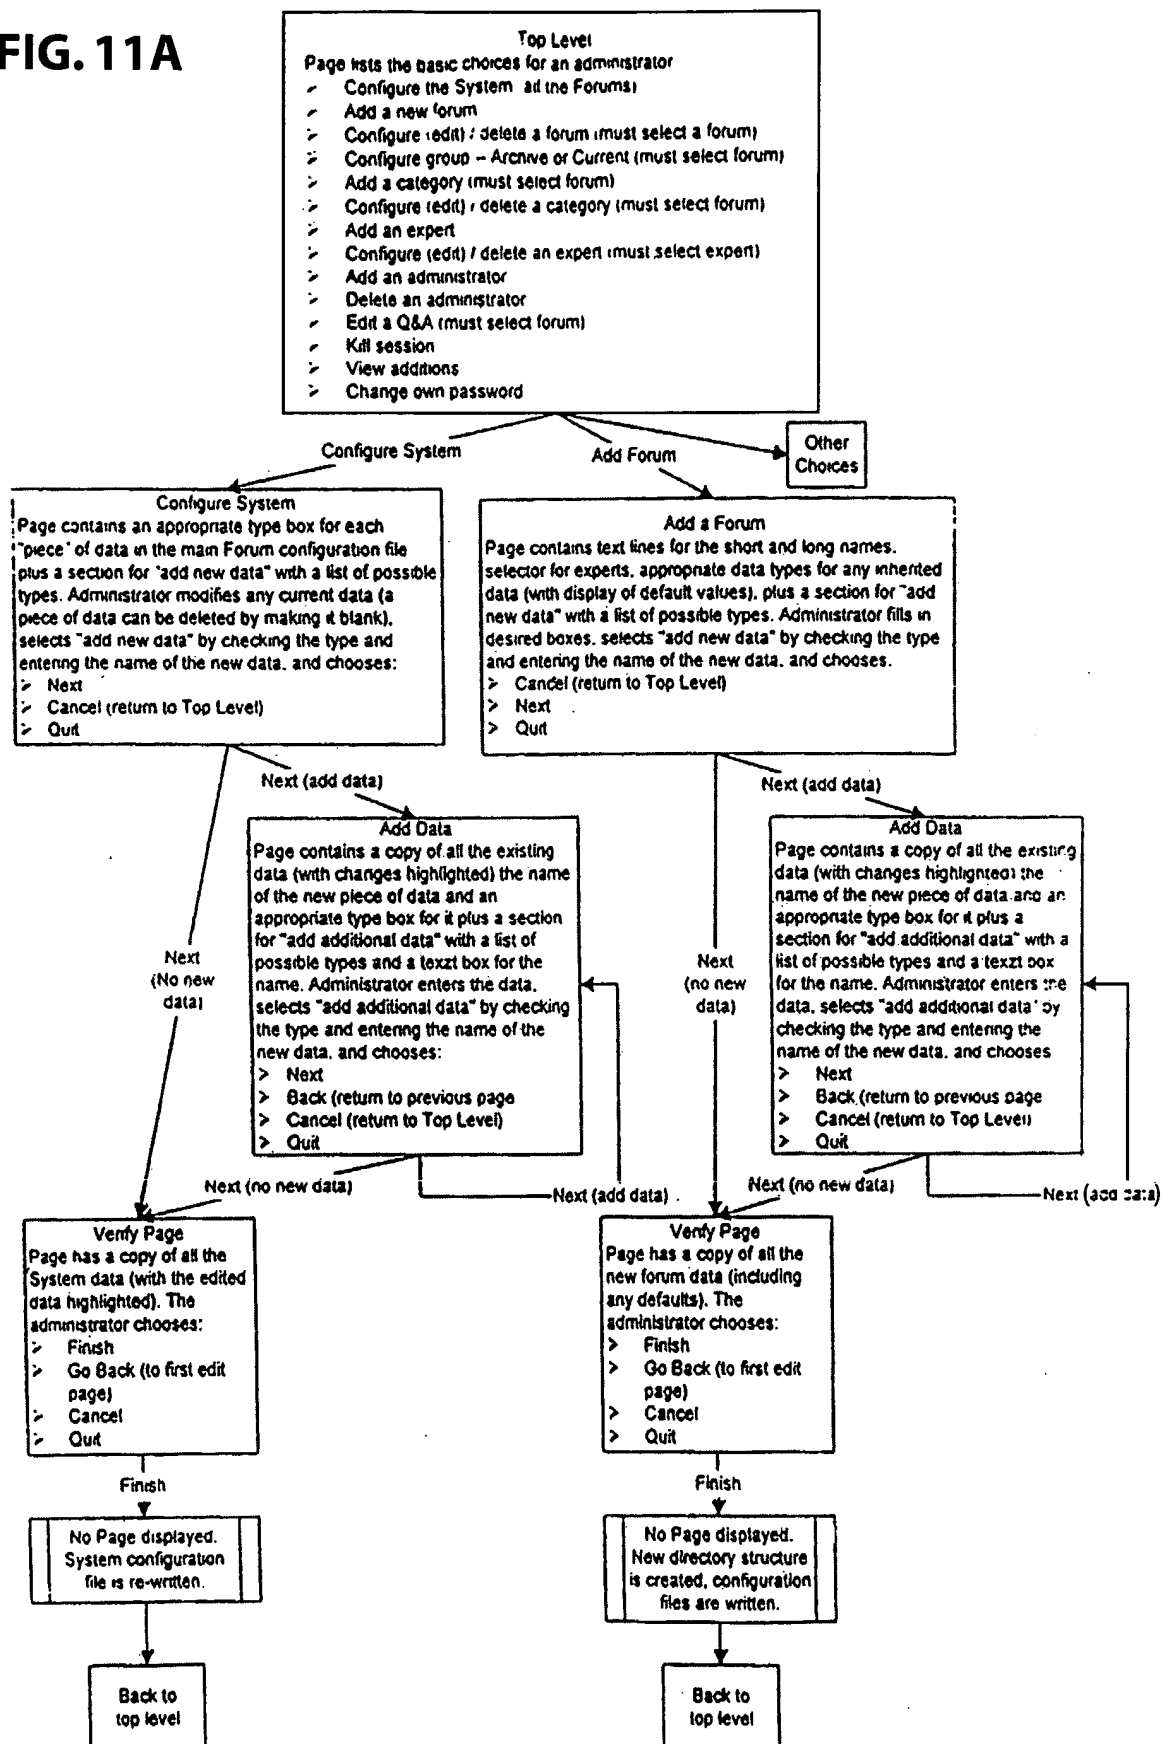 FIG. 11A
Top Level
Page lists the basic choices for an administrator
➢ Configure the System all the Forums)
➢ Add a new forum
➢ Configure (edit) / delete a forum (must select a forum)
➢ Configure group – Archive or Current (must select forum)
➢ Add a category (must select forum)
➢ Configure (edit) / delete a category (must select forum)
➢ Add an expert
➢ Configure (edit) / delete an expert (must select expert)
➢ Add an administrator
➢ Delete an administrator
➢ Edit a Q&A (must select forum)
➢ Kill session
➢ View additions
➢ Change own password
Configure System
Add Forum
Other
Choices
Configure System
Page contains an appropriate type box for each
"piece" of data in the main Forum configuration file
plus a section for "add new data" with a list of possible
types. Administrator modifies any current data (a
piece of data can be deleted by making it blank),
selects "add new data" by checking the type and
entering the name of the new data, and chooses:
➢ Next
➢ Cancel (return to Top Level)
➢ Quit
Add a Forum
Page contains text lines for the short and long names,
selector for experts, appropriate data types for any inherited
data (with display of default values), plus a section for "add
new data" with a list of possible types. Administrator fills in
desired boxes, selects "add new data" by checking the type
and entering the name of the new data, and chooses.
➢ Cancel (return to Top Level)
➢ Next
➢ Quit
Next (add data)
Next (add data)
Add Data
Page contains a copy of all the existing
data (with changes highlighted) the name
of the new piece of data and an
appropriate type box for it plus a section
for "add additional data" with a list of
possible types and a texzt box for the
name. Administrator enters the data,
selects "add additional data" by checking
the type and entering the name of the
new data, and chooses:
➢ Next
➢ Back (return to previous page
➢ Cancel (return to Top Level)
➢ Quit
Add Data
Page contains a copy of all the existing
data (with changes highlighted) the
name of the new piece of data and an
appropriate type box for it plus a
section for "add additional data" with a
list of possible types and a texzt box
for the name. Administrator enters the
data, selects "add additional data" by
checking the type and entering the
name of the new data, and chooses
➢ Next
➢ Back (return to previous page
➢ Cancel (return to Top Level)
➢ Quit
Next
(No new
data)
Next
(no new
data)
Next (no new data)
Next (add data)
Next (no new data)
Next (add data)
Verify Page
Page has a copy of all the
System data (with the edited
data highlighted). The
administrator chooses:
➢ Finish
➢ Go Back (to first edit
page)
➢ Cancel
➢ Quit
Verify Page
Page has a copy of all the
new forum data (including
any defaults). The
administrator chooses:
➢ Finish
➢ Go Back (to first edit
page)
➢ Cancel
➢ Quit
Finish
Finish
No Page displayed.
System configuration
file is re-written.
No Page displayed.
New directory structure
is created, configuration
files are written.
Back to
top level
Back to
top level